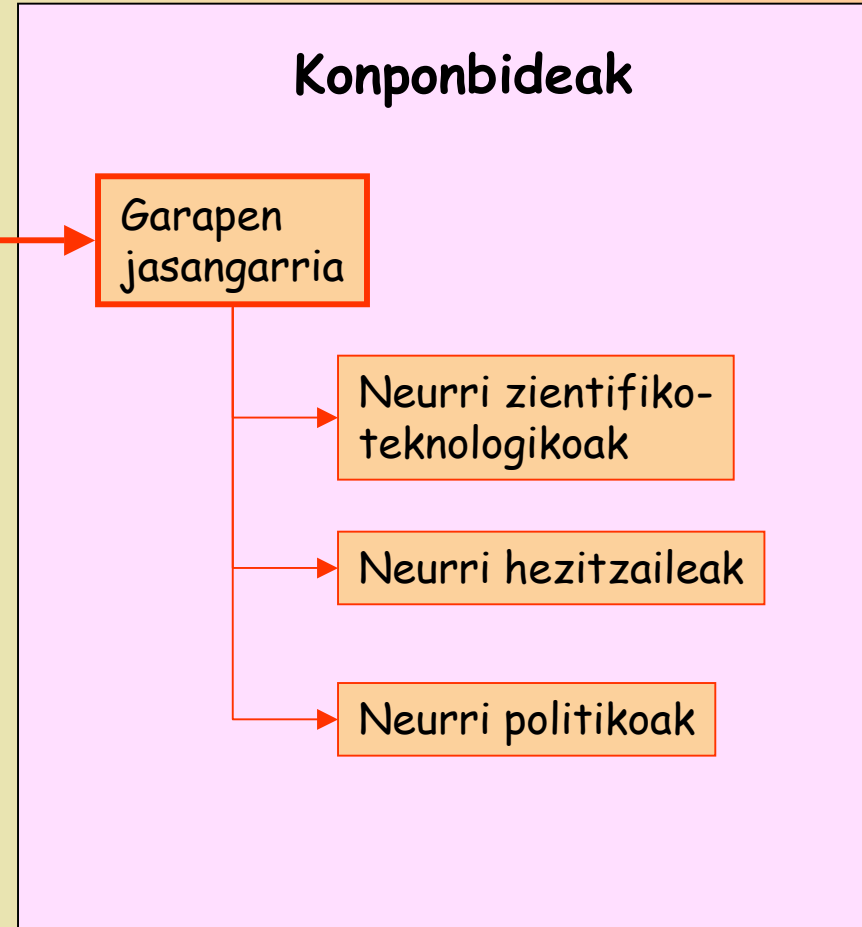 Konponbideak
Garapen
jasangarria
Neurri zientifiko-
teknologikoak
Neurri hezitzaileak
Neurri politikoak